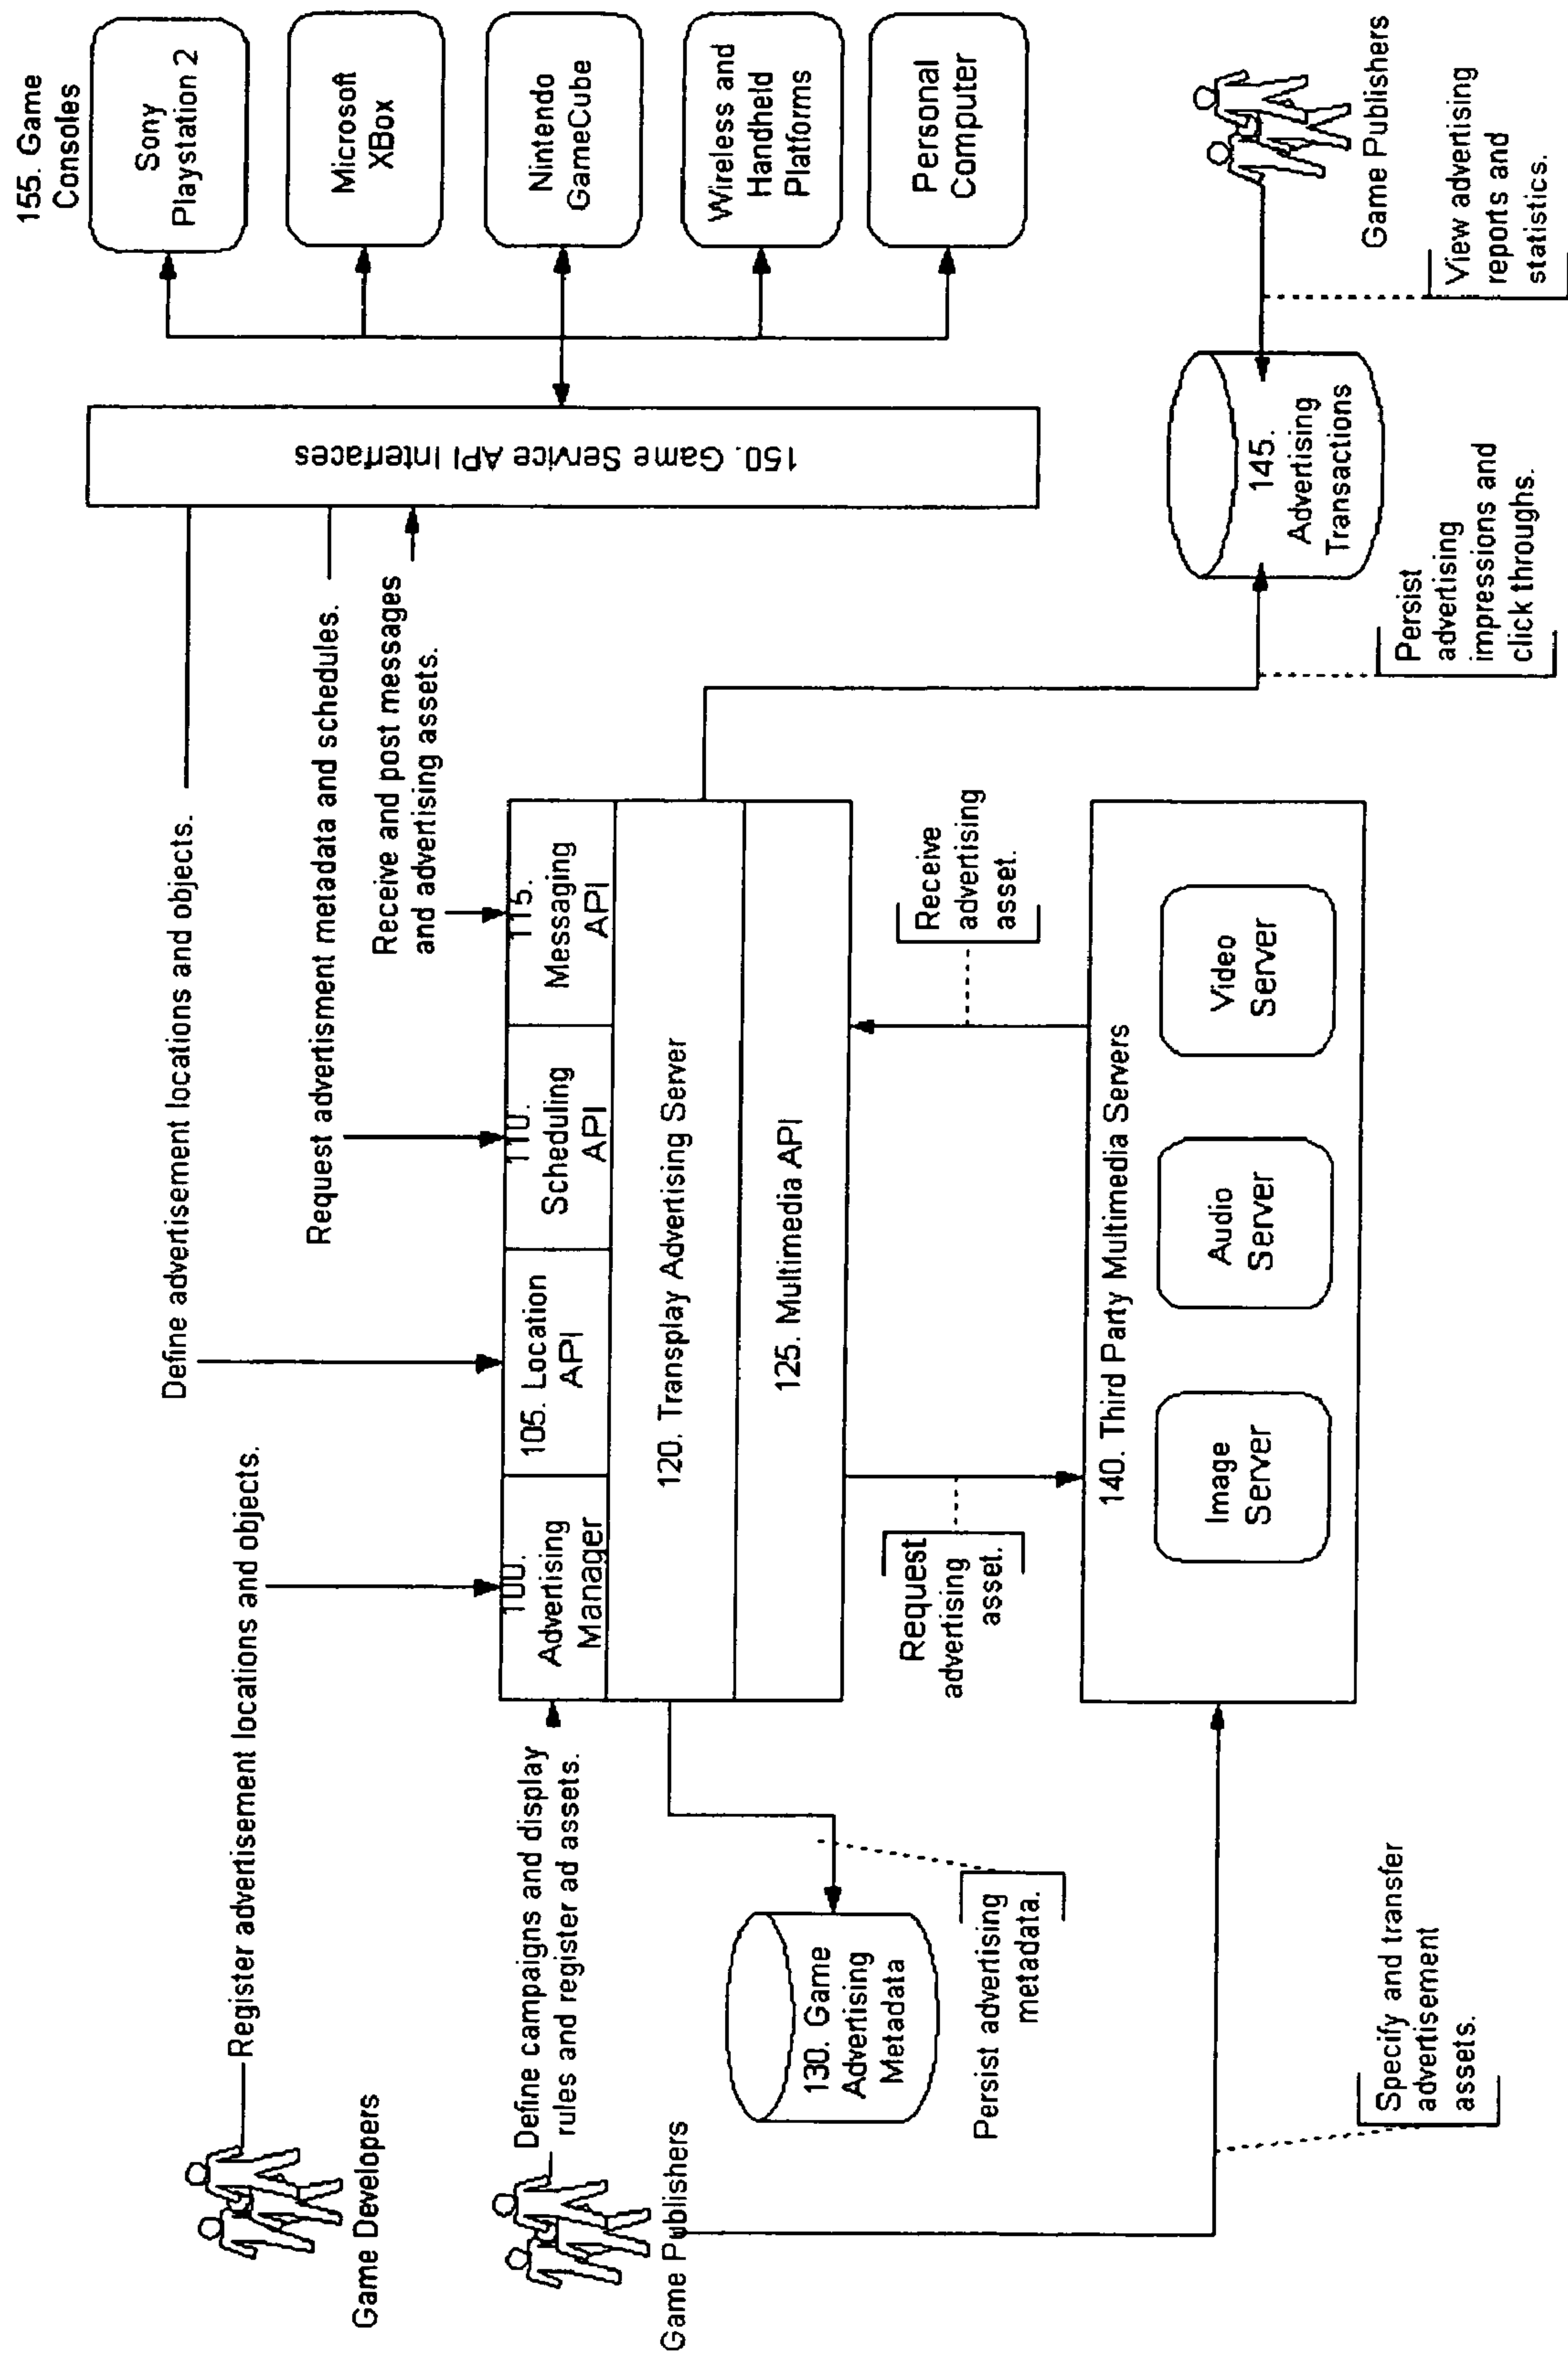 155. Game
Consoles
Sony
Playstation 2
Microsoft
XBox
Nintendo
GameCube
Wireless and
Handheld
Platforms
Personal
Computer
150. Game Service API Interfaces
Define advertisement locations and objects.
Request advertisment metadata and schedules.
Receive and post messages
and advertising assets.
Register advertisement locations and objects.
Game Developers
Define campaigns and display
rules and register ad assets.
Game Publishers
100.
Advertising
Manager
105. Location
API
110.
Scheduling
API
115.
Messaging
API
120. Transplay Advertising Server
125. Multimedia API
130. Game
Advertising
Metadata
Persist advertising
metadata.
Request
advertising
asset.
Receive
advertising
asset.
140. Third Party Multimedia Servers
Image
Server
Audio
Server
Video
Server
Specify and transfer
advertisement
assets.
145.
Advertising
Transactions
Persist
advertising
impressions and
click throughs.
Game Publishers
View advertising
reports and
statistics.